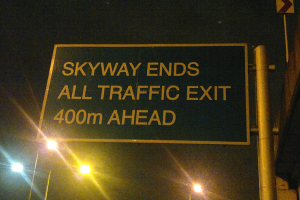 SKYWAY ENDS
ALL TRAFFIC EXIT
400m AHEAD